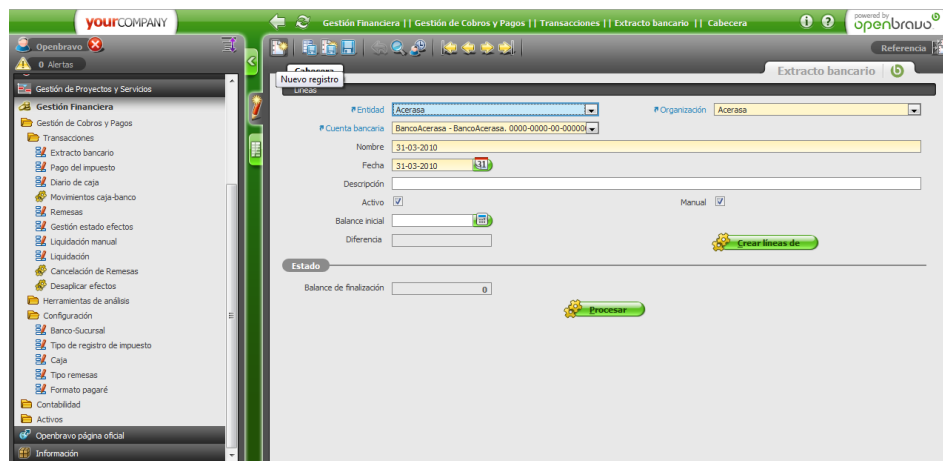 yourCOMPANY
Gestión Financiera || Gestión de Cobros y Pagos || Transacciones || Extracto bancario || Cabecera
powered by
openbravo
Openbravo
0 Alertas
Referencia
Cabecera
Extracto bancario
Nuevo registro
Líneas
Gestión de Proyectos y Servicios
Gestión Financiera
Gestión de Cobros y Pagos
Transacciones
Extracto bancario
Pago del impuesto
Diario de caja
Movimientos caja-banco
Remesas
Gestión estado efectos
Liquidación manual
Liquidación
Cancelación de Remesas
Desaplicar efectos
Herramientas de análisis
Configuración
Banco-Sucursal
Tipo de registro de impuesto
Caja
Tipo remesas
Formato pagaré
Contabilidad
Activos
Openbravo página oficial
Información
Entidad Acerasa Organización Acerasa
Cuenta bancaria BancoAcerasa - BancoAcerasa. 0000-0000-00-00000
Nombre 31-03-2010
Fecha 31-03-2010 31
Descripción
Activo Manual
Balance inicial
Diferencia Crear líneas de
Estado
Balance de finalización 0
Procesar